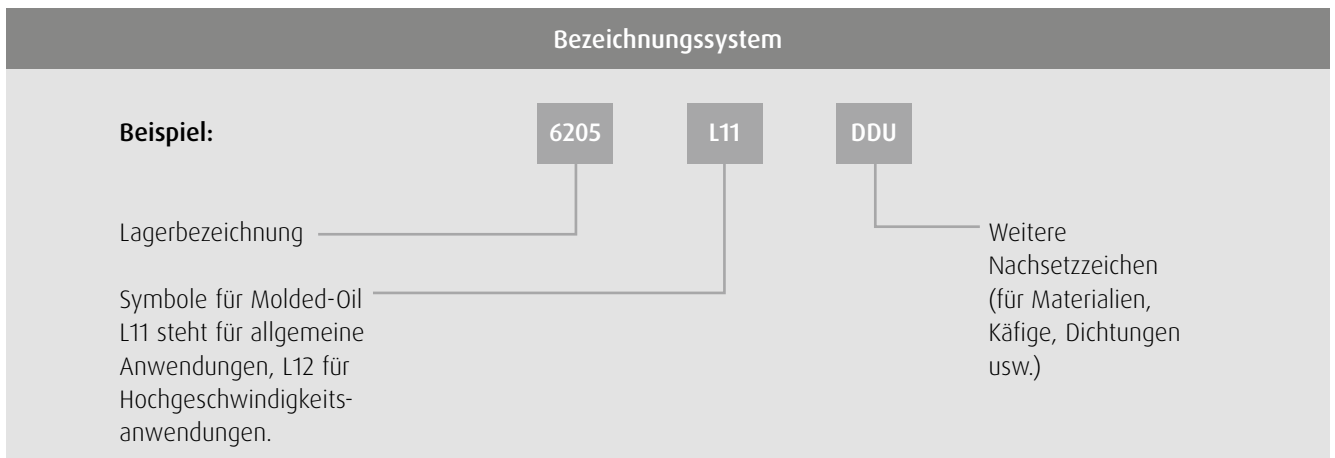 Bezeichnungssystem
Beispiel:
6205
L11
DDU
Lagerbezeichnung
Symbole für Molded-Oil
L11 steht für allgemeine
Anwendungen, L12 für
Hochgeschwindigkeits-
anwendungen.
Weitere
Nachsetzzeichen
(für Materialien,
Käfige, Dichtungen
usw.)